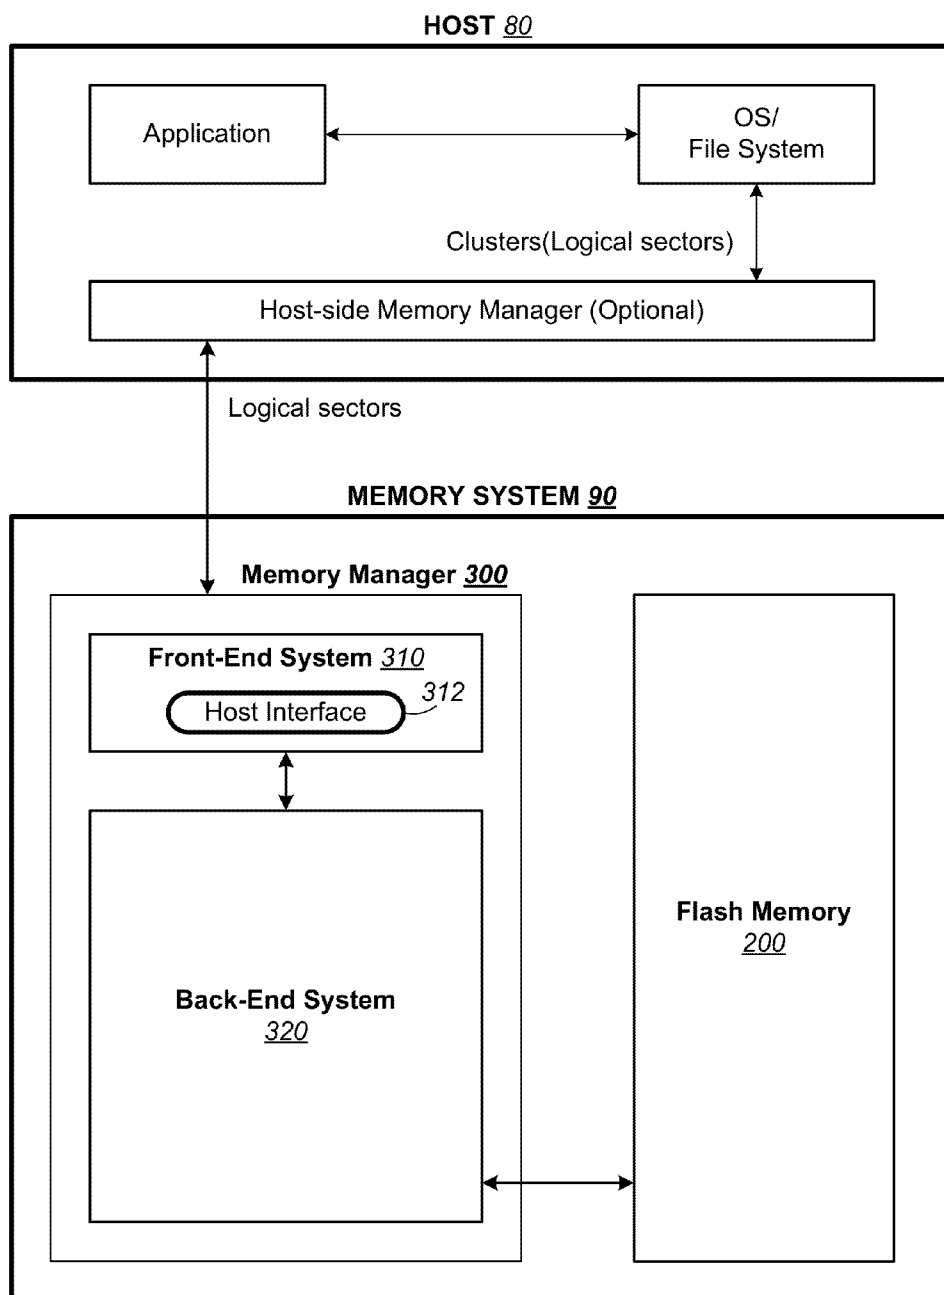 HOST 80
Application
OS/
File System
Clusters(Logical sectors)
Host-side Memory Manager (Optional)
Logical sectors
MEMORY SYSTEM 90
Memory Manager 300
Front-End System 310
312
Host Interface
Flash Memory
200
Back-End System
320